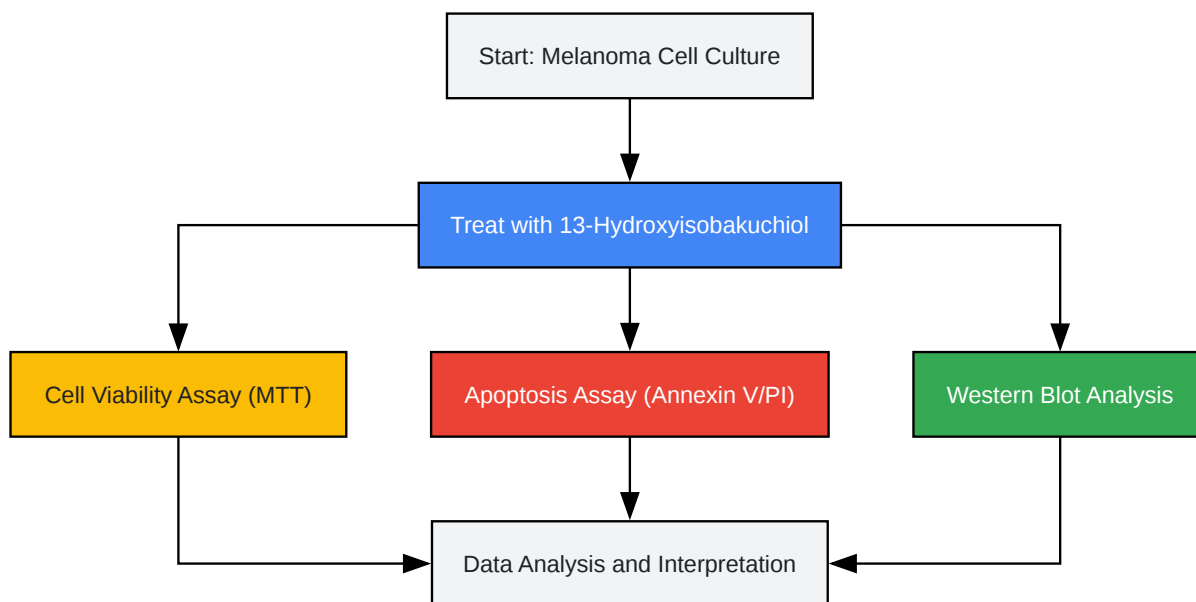 Start: Melanoma Cell Culture
Treat with 13-Hydroxyisobakuchiol
Cell Viability Assay (MTT)
Apoptosis Assay (Annexin V/PI)
Western Blot Analysis
Data Analysis and Interpretation